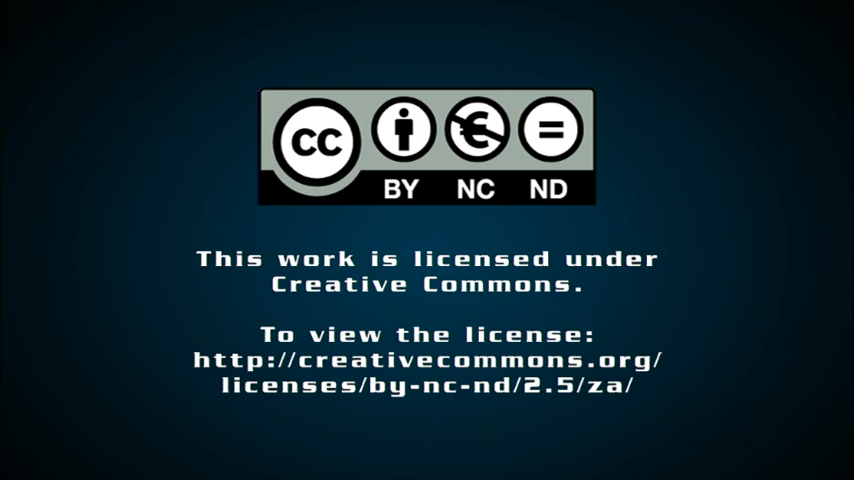 CC
BY NC ND
This work is licensed under
Creative Commons.
To view the license:
http://creativecommons.org/
licenses/by-nc-nd/2.5/za/